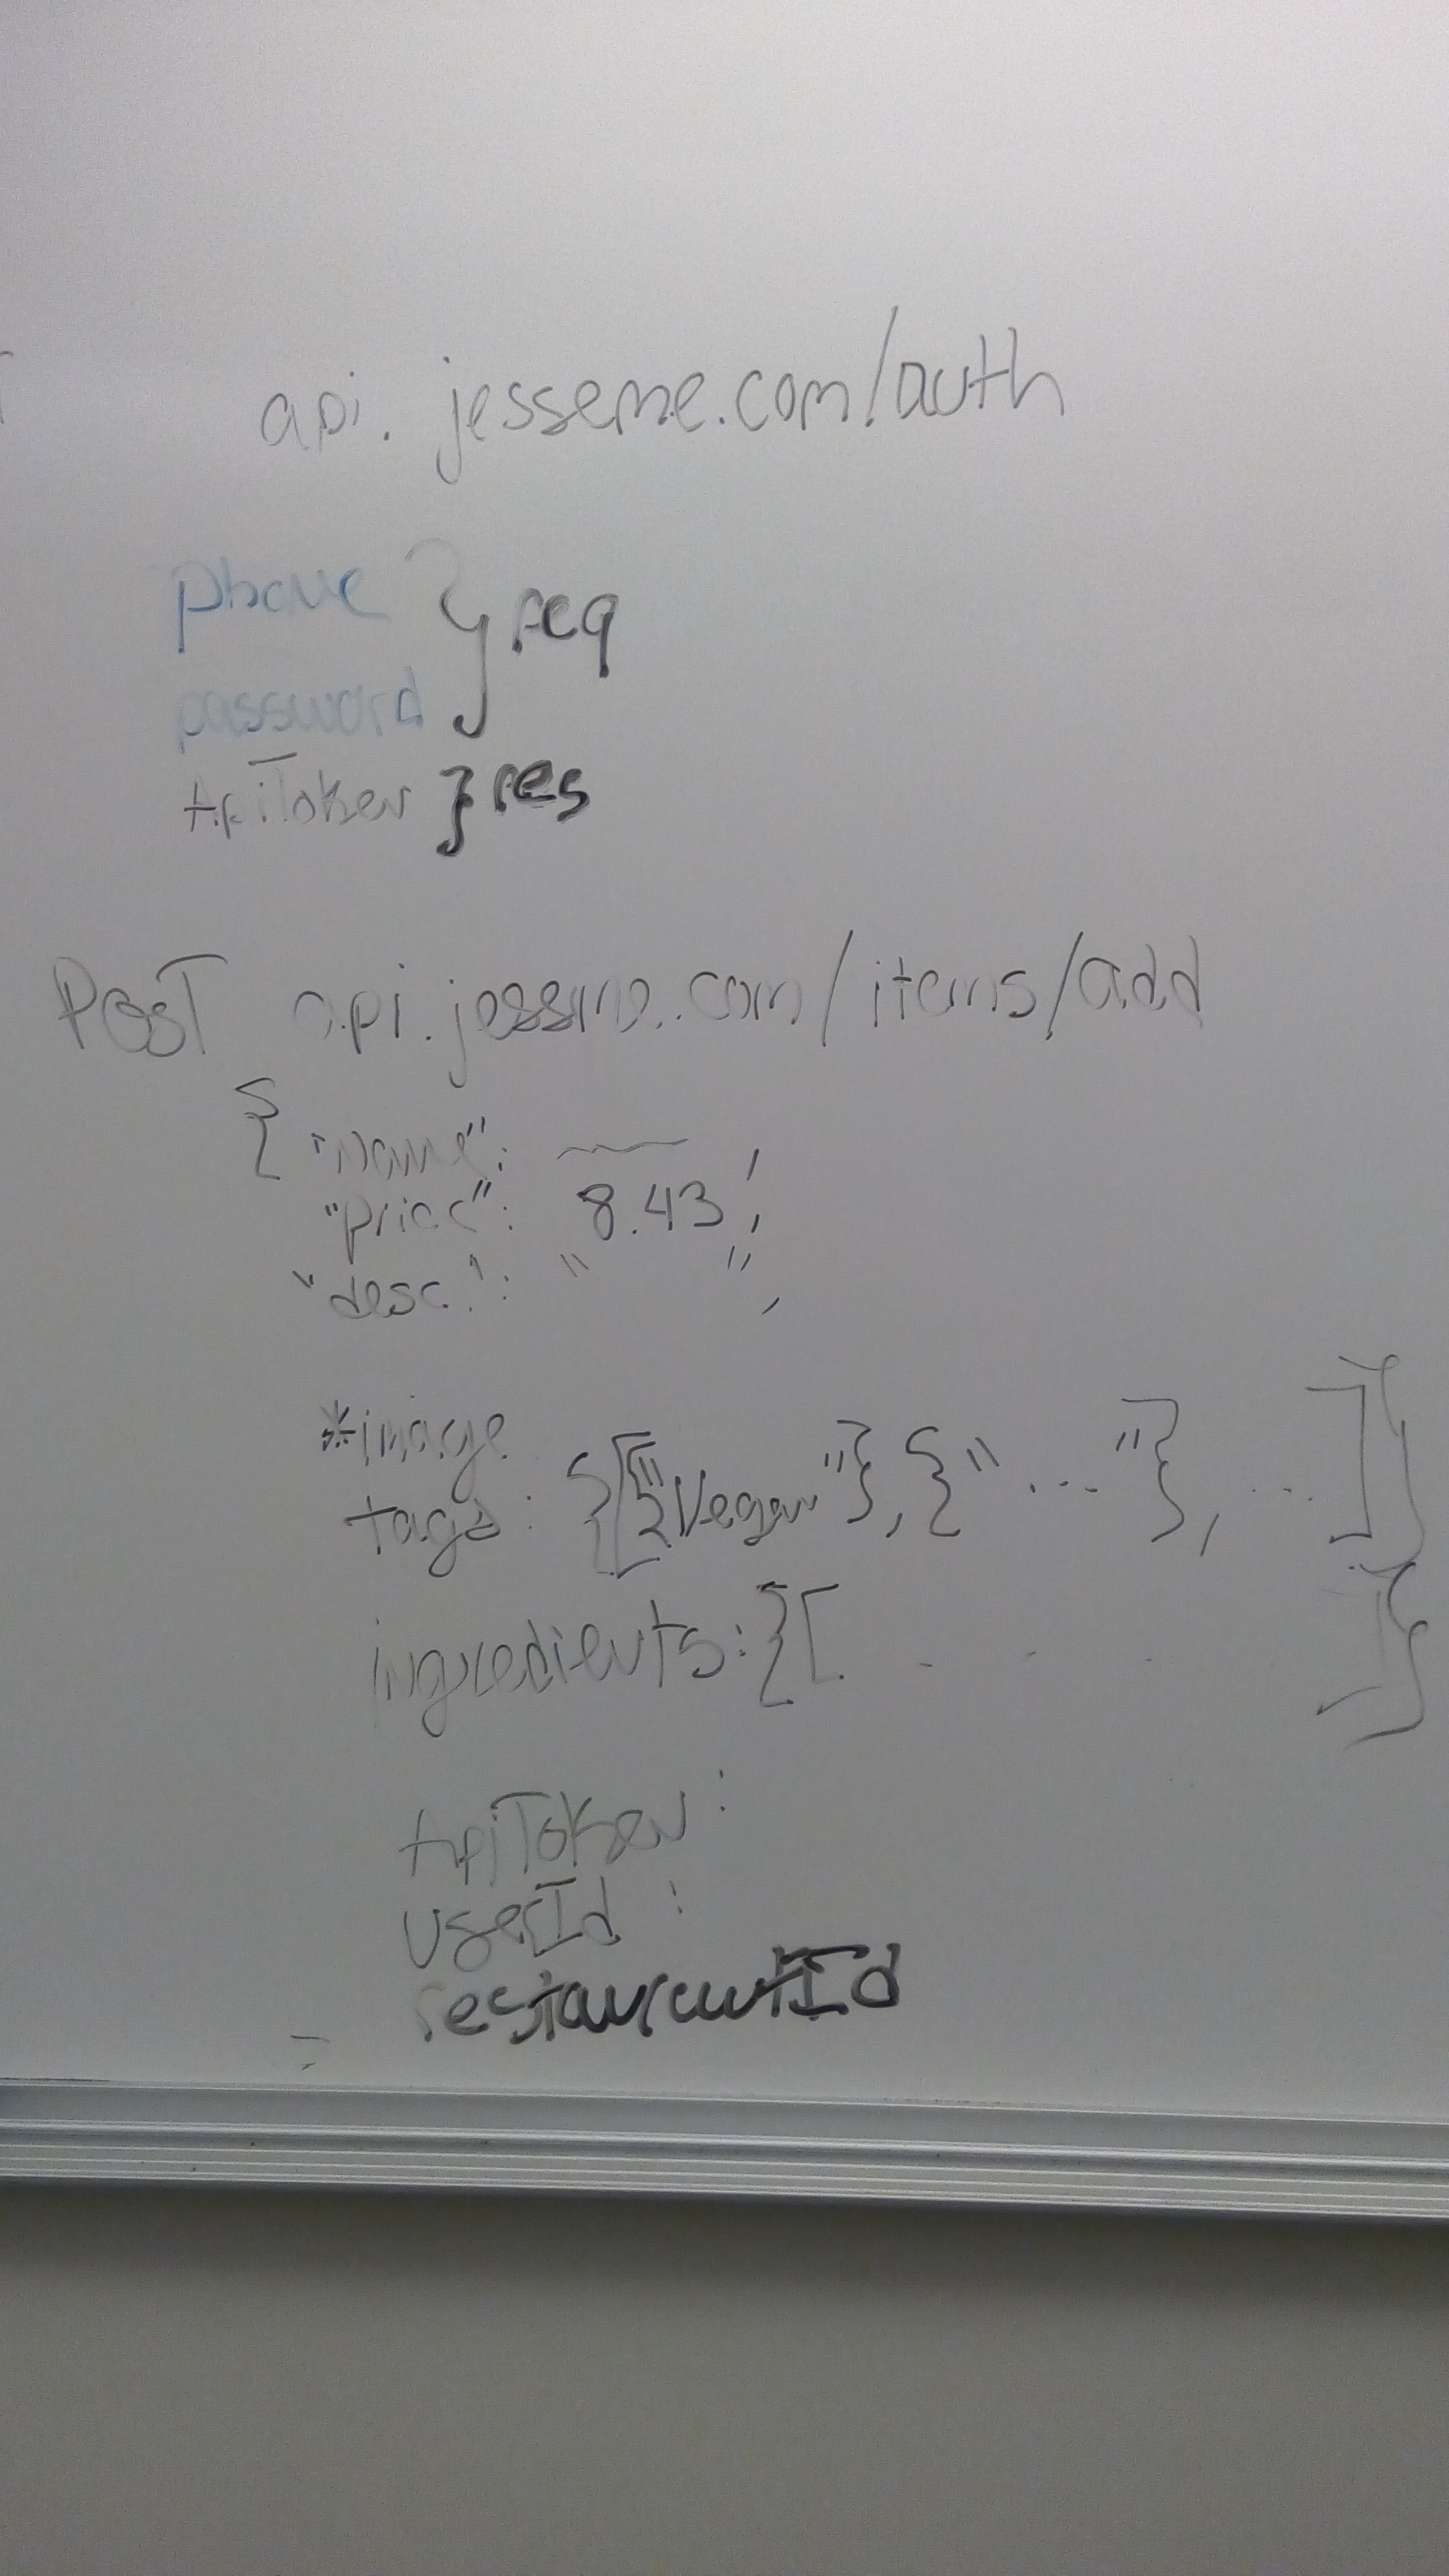 api.jesseme.com/auth
phone } req
password
ApiToken } res
POST api.jesseme.com/items/add
{ "name": ___ ,
"price": 8.43 ,
"desc.": " ",
*image
tags: {[{"Vegan"},{"..."}, ...]}
ingredients: {[ . - - - ]}
ApiToken:
userId :
restaurantId